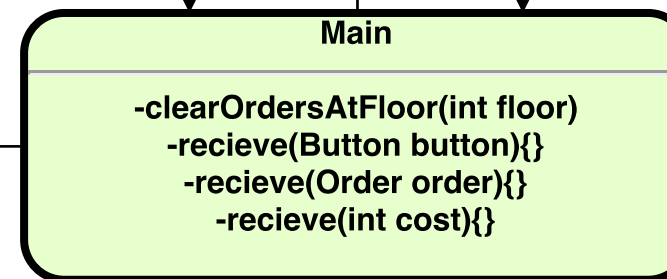 Main
-clearOrdersAtFloor(int floor)
-recieve(Button button){}
-recieve(Order order){}
-recieve(int cost){}